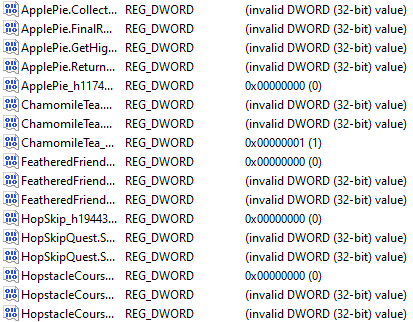 ApplePie.Collect... REG_DWORD (invalid DWORD (32-bit) value)
ApplePie.FinalR... REG_DWORD (invalid DWORD (32-bit) value)
ApplePie.GetHig... REG_DWORD (invalid DWORD (32-bit) value)
ApplePie.Return... REG_DWORD (invalid DWORD (32-bit) value)
ApplePie_h1174... REG_DWORD 0x00000000 (0)
ChamomileTea.... REG_DWORD (invalid DWORD (32-bit) value)
ChamomileTea.... REG_DWORD (invalid DWORD (32-bit) value)
ChamomileTea_... REG_DWORD 0x00000001 (1)
FeatheredFriend... REG_DWORD 0x00000000 (0)
FeatheredFriend... REG_DWORD (invalid DWORD (32-bit) value)
FeatheredFriend... REG_DWORD (invalid DWORD (32-bit) value)
HopSkip_h19443... REG_DWORD 0x00000000 (0)
HopSkipQuest.S... REG_DWORD (invalid DWORD (32-bit) value)
HopSkipQuest.S... REG_DWORD (invalid DWORD (32-bit) value)
HopstacleCours... REG_DWORD 0x00000000 (0)
HopstacleCours... REG_DWORD (invalid DWORD (32-bit) value)
HopstacleCours... REG_DWORD (invalid DWORD (32-bit) value)